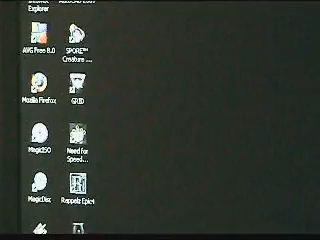 Explorer
AVG Free 8.0
SPORE™
Creature ...
Mozilla Firefox
GRID
MagicISO
Need for
Speed...
MagicDisc
Rappelz Epic4